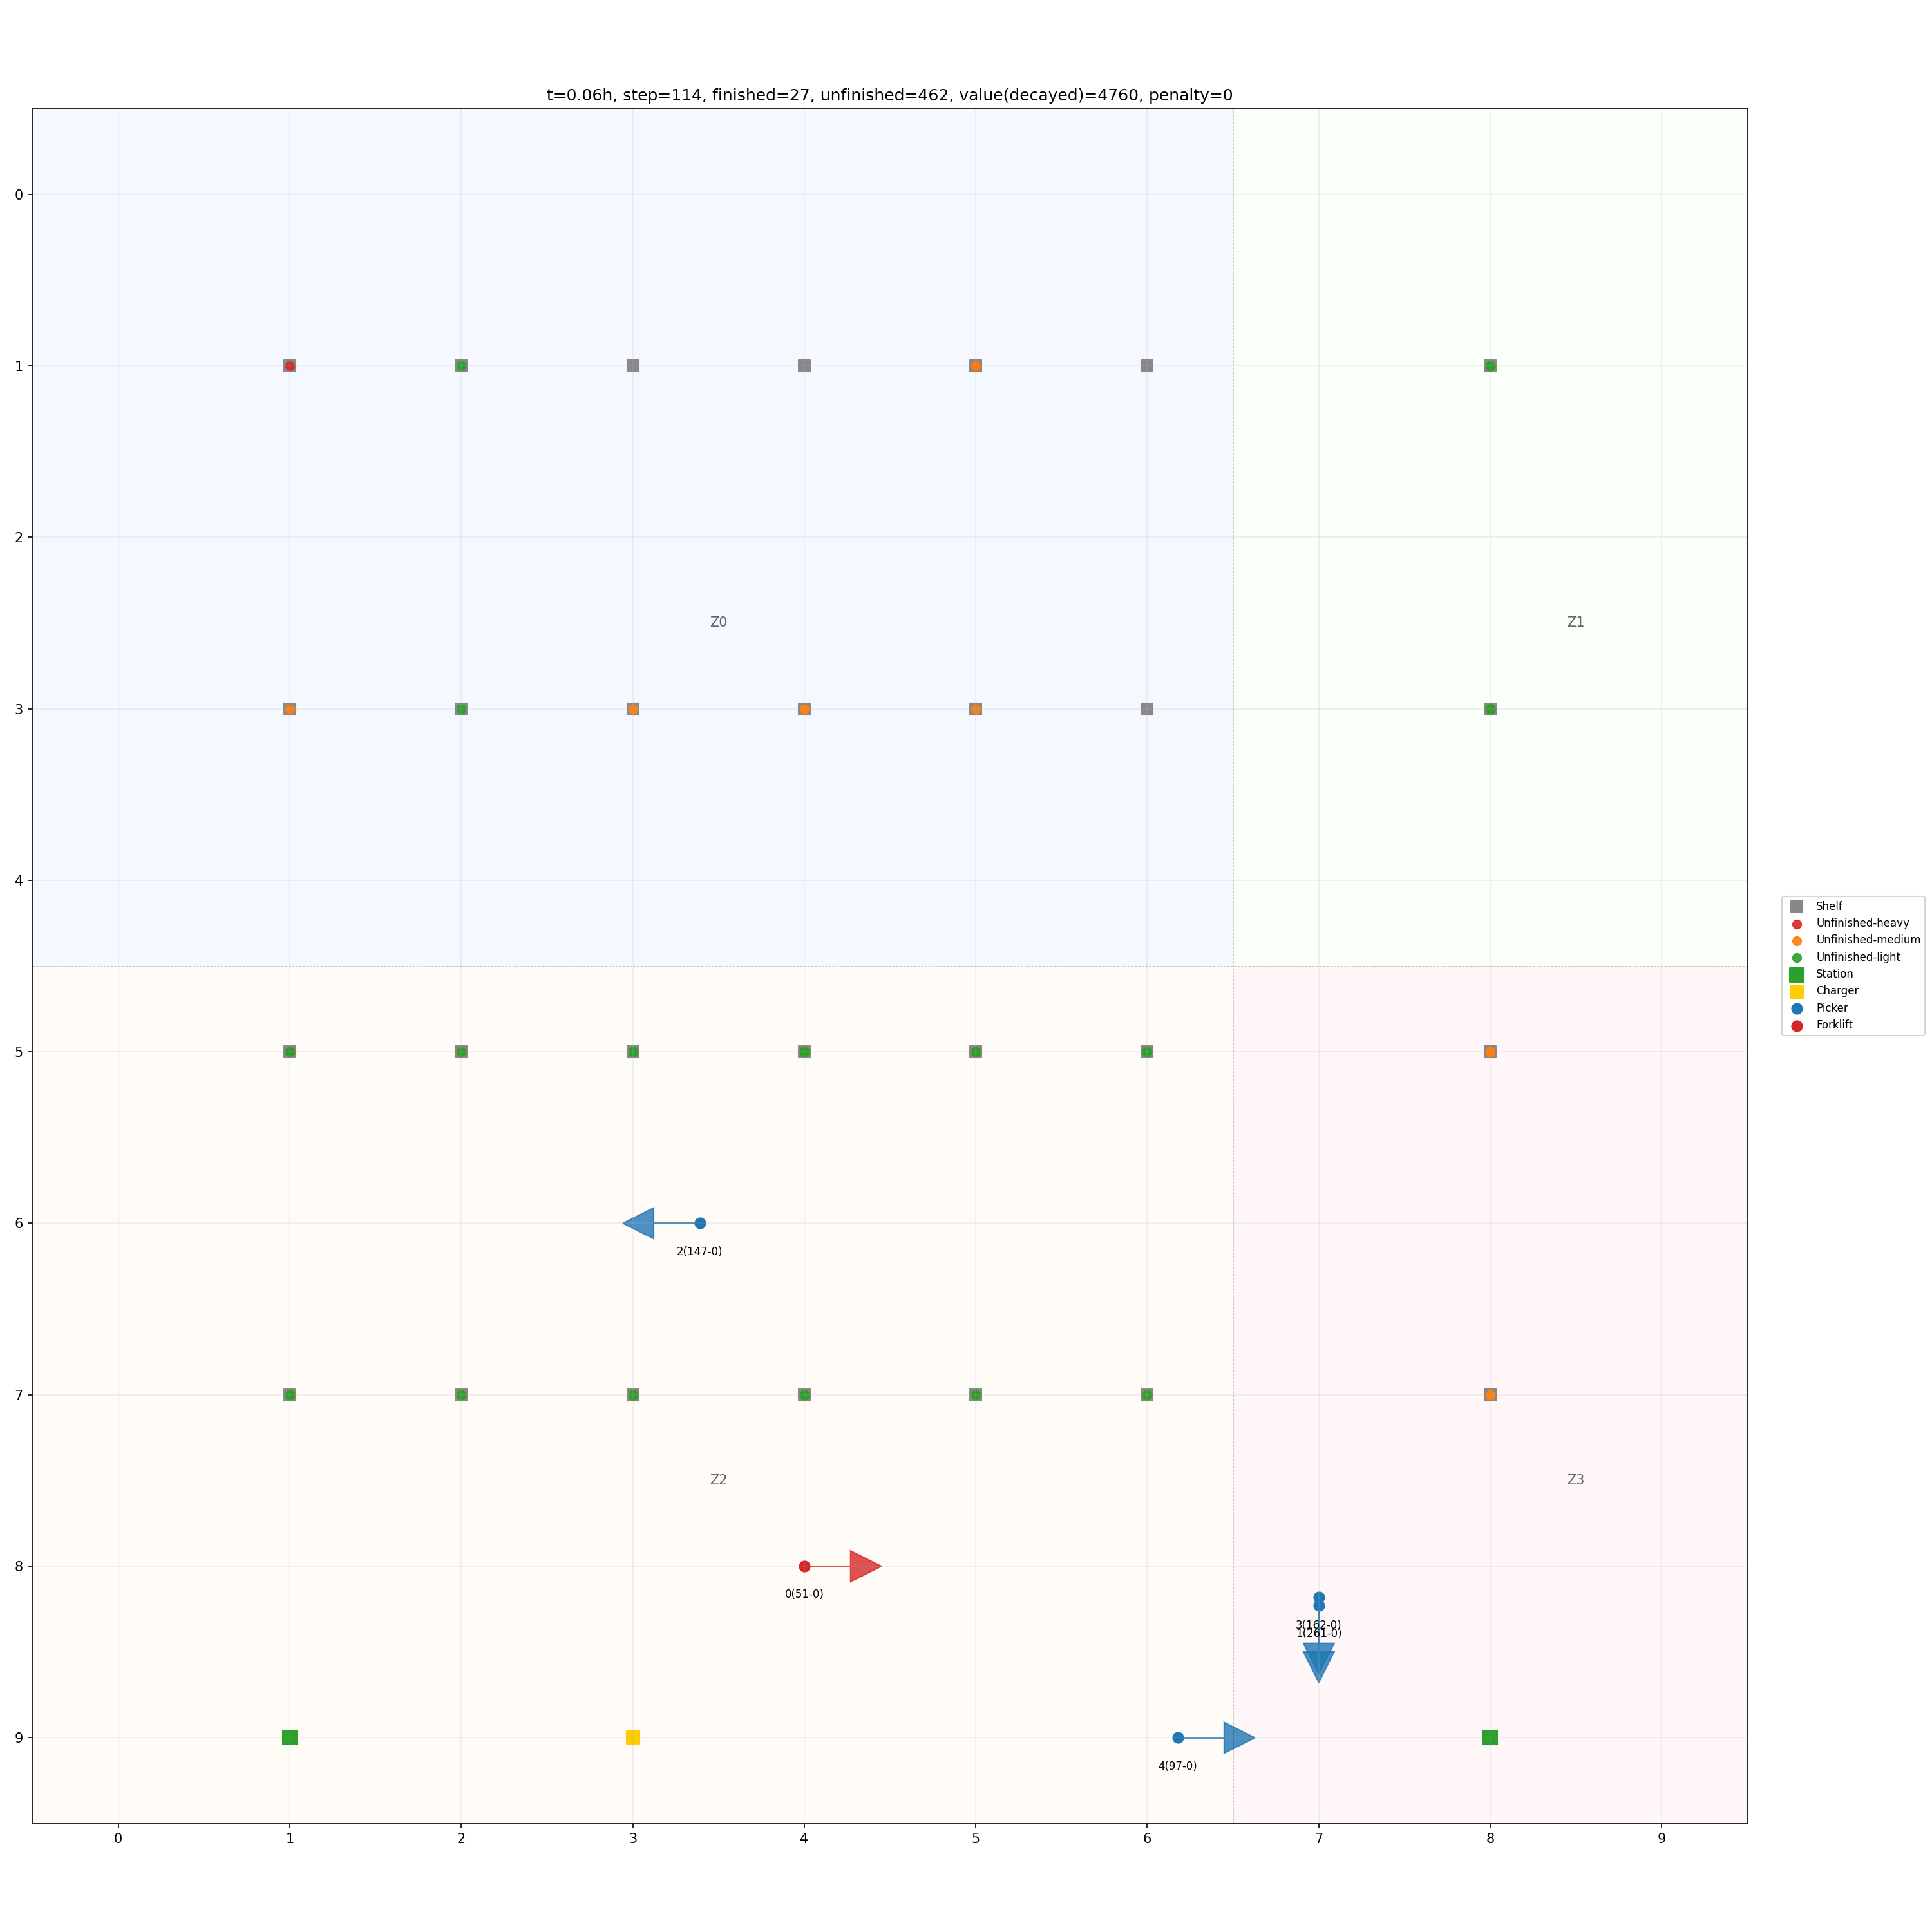 t=0.06h, step=114, finished=27, unfinished=462, value(decayed)=4760, penalty=0
0
1
2
Z0
Z1
3
4
Shelf
Unfinished-heavy
Unfinished-medium
Unfinished-light
Station
Charger
Picker
Forklift
5
6
2(147-0)
7
Z2
Z3
8
0(51-0)
3(162-0)
1(261-0)
9
4(97-0)
0 1 2 3 4 5 6 7 8 9